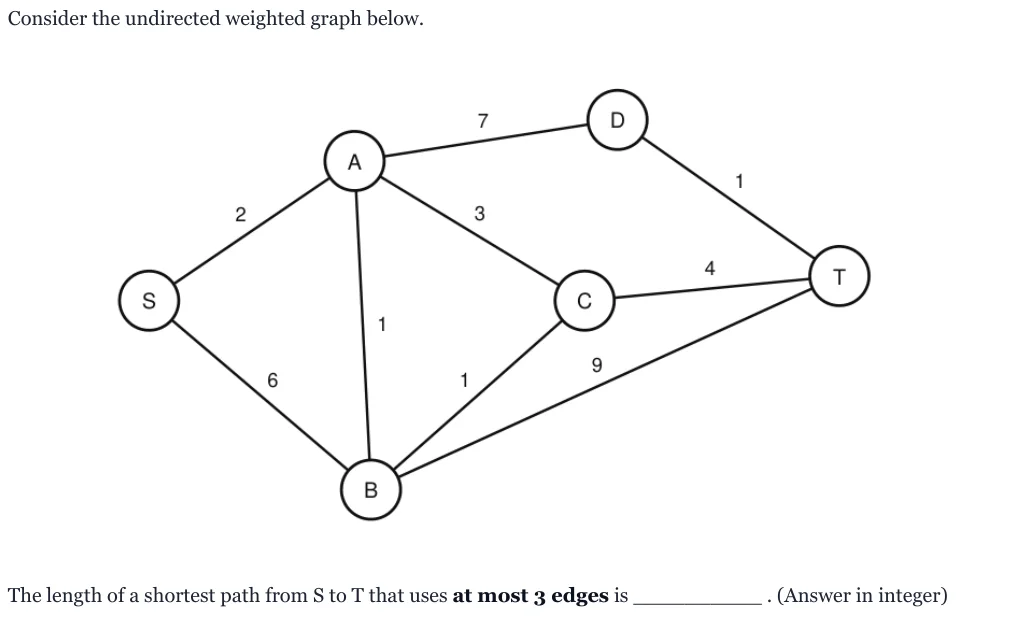 Consider the undirected weighted graph below.
7
D
A
1
2
3
4
T
S
C
1
9
6
1
B
The length of a shortest path from S to T that uses at most 3 edges is ____________ . (Answer in integer)